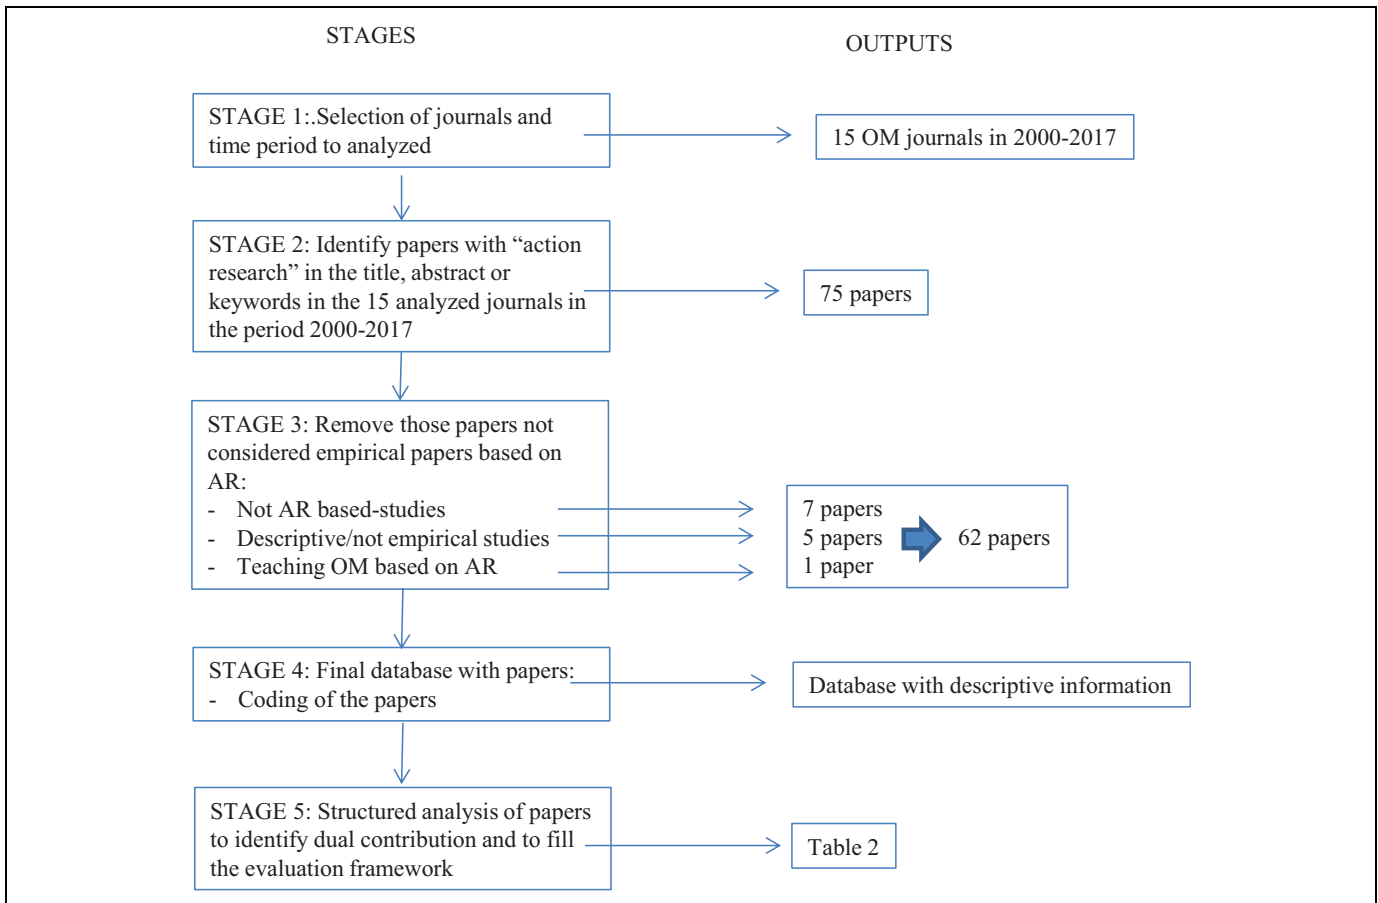 STAGES
OUTPUTS
STAGE 1:.Selection of journals and
time period to analyzed
15 OM journals in 2000-2017
STAGE 2: Identify papers with “action
research” in the title, abstract or
keywords in the 15 analyzed journals in
the period 2000-2017
75 papers
STAGE 3: Remove those papers not
considered empirical papers based on
AR:
- Not AR based-studies
- Descriptive/not empirical studies
- Teaching OM based on AR
7 papers
5 papers
1 paper
62 papers
STAGE 4: Final database with papers:
- Coding of the papers
Database with descriptive information
STAGE 5: Structured analysis of papers
to identify dual contribution and to fill
the evaluation framework
Table 2